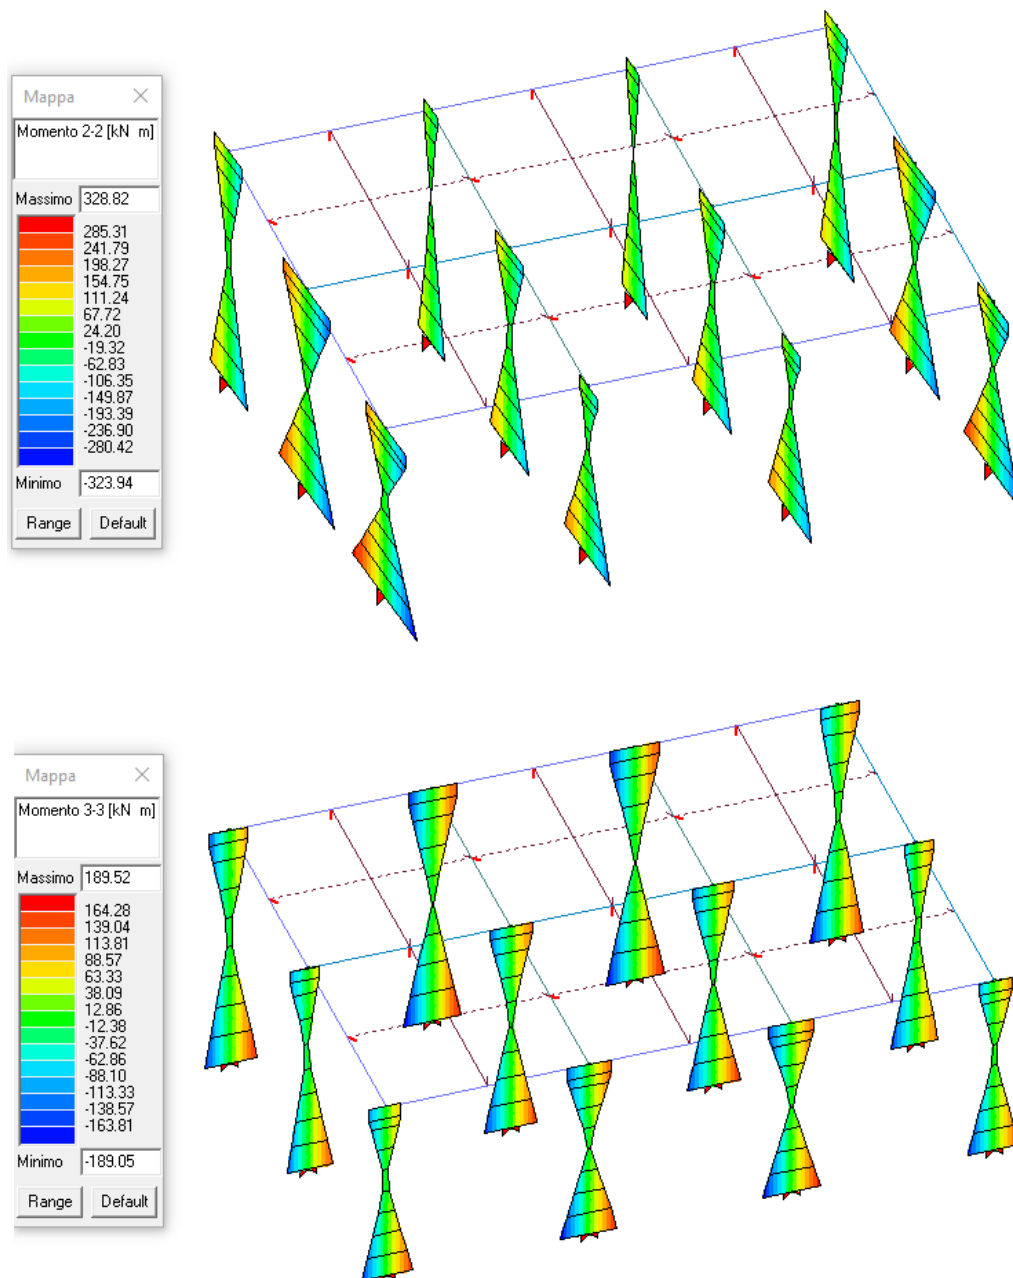 Mappa
Momento 2-2 [kN m]
Massimo 328.82
285.31
241.79
198.27
154.75
111.24
67.72
24.20
-19.32
-62.83
-106.35
-149.87
-193.39
-236.90
-280.42
Minimo -323.94
Range Default
Mappa
Momento 3-3 [kN m]
Massimo 189.52
164.28
139.04
113.81
88.57
63.33
38.09
12.86
-12.38
-37.62
-62.86
-88.10
-113.33
-138.57
-163.81
Minimo -189.05
Range Default